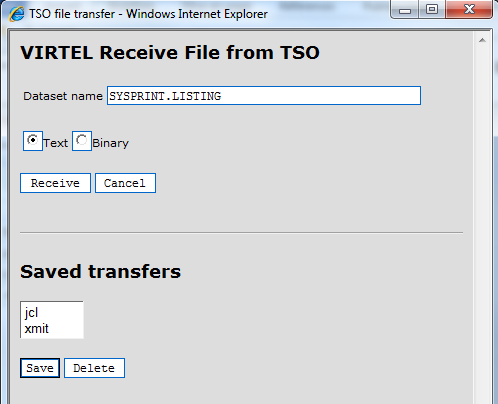 TSO file transfer - Windows Internet Explorer
VIRTEL Receive File from TSO
Dataset name SYSPRINT.LISTING
Text Binary
Receive Cancel
Saved transfers
jcl
xmit
Save Delete